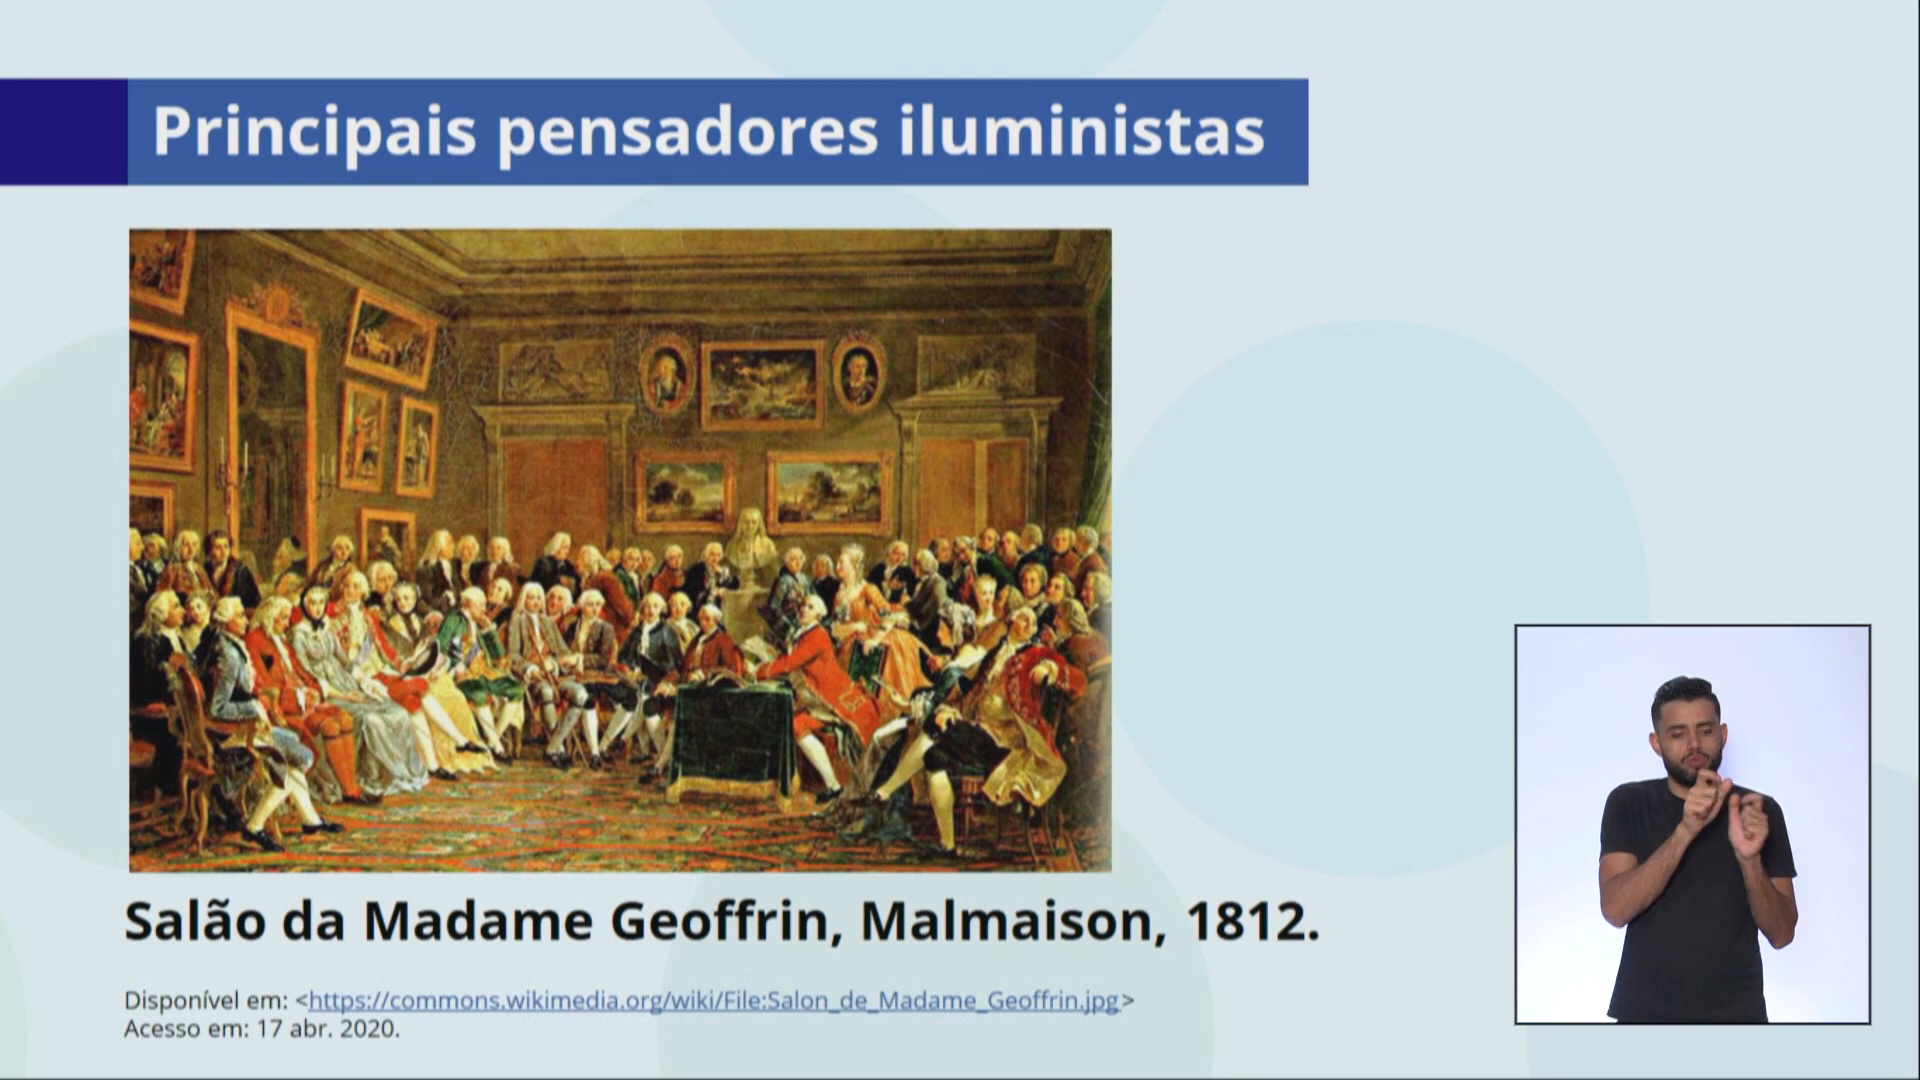 Principais pensadores iluministas
Salão da Madame Geoffrin, Malmaison, 1812.
Disponível em: <https://commons.wikimedia.org/wiki/File:Salon_de_Madame_Geoffrin.jpg>
Acesso em: 17 abr. 2020.